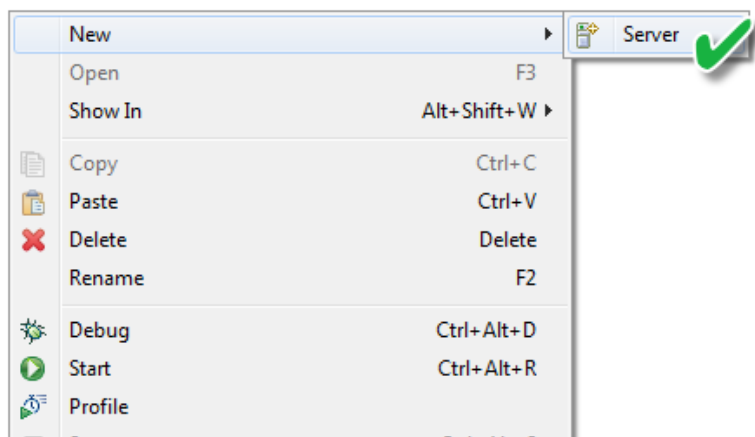 New Server
Open F3
Show In Alt+Shift+W
Copy Ctrl+C
Paste Ctrl+V
Delete Delete
Rename F2
Debug Ctrl+Alt+D
Start Ctrl+Alt+R
Profile